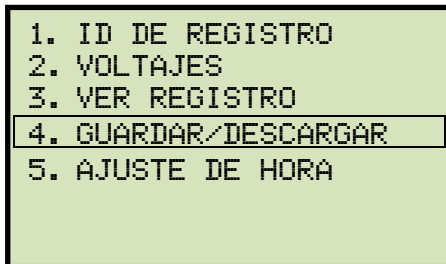 1. ID DE REGISTRO
2. VOLTAJES
3. VER REGISTRO
4. GUARDAR/DESCARGAR
5. AJUSTE DE HORA